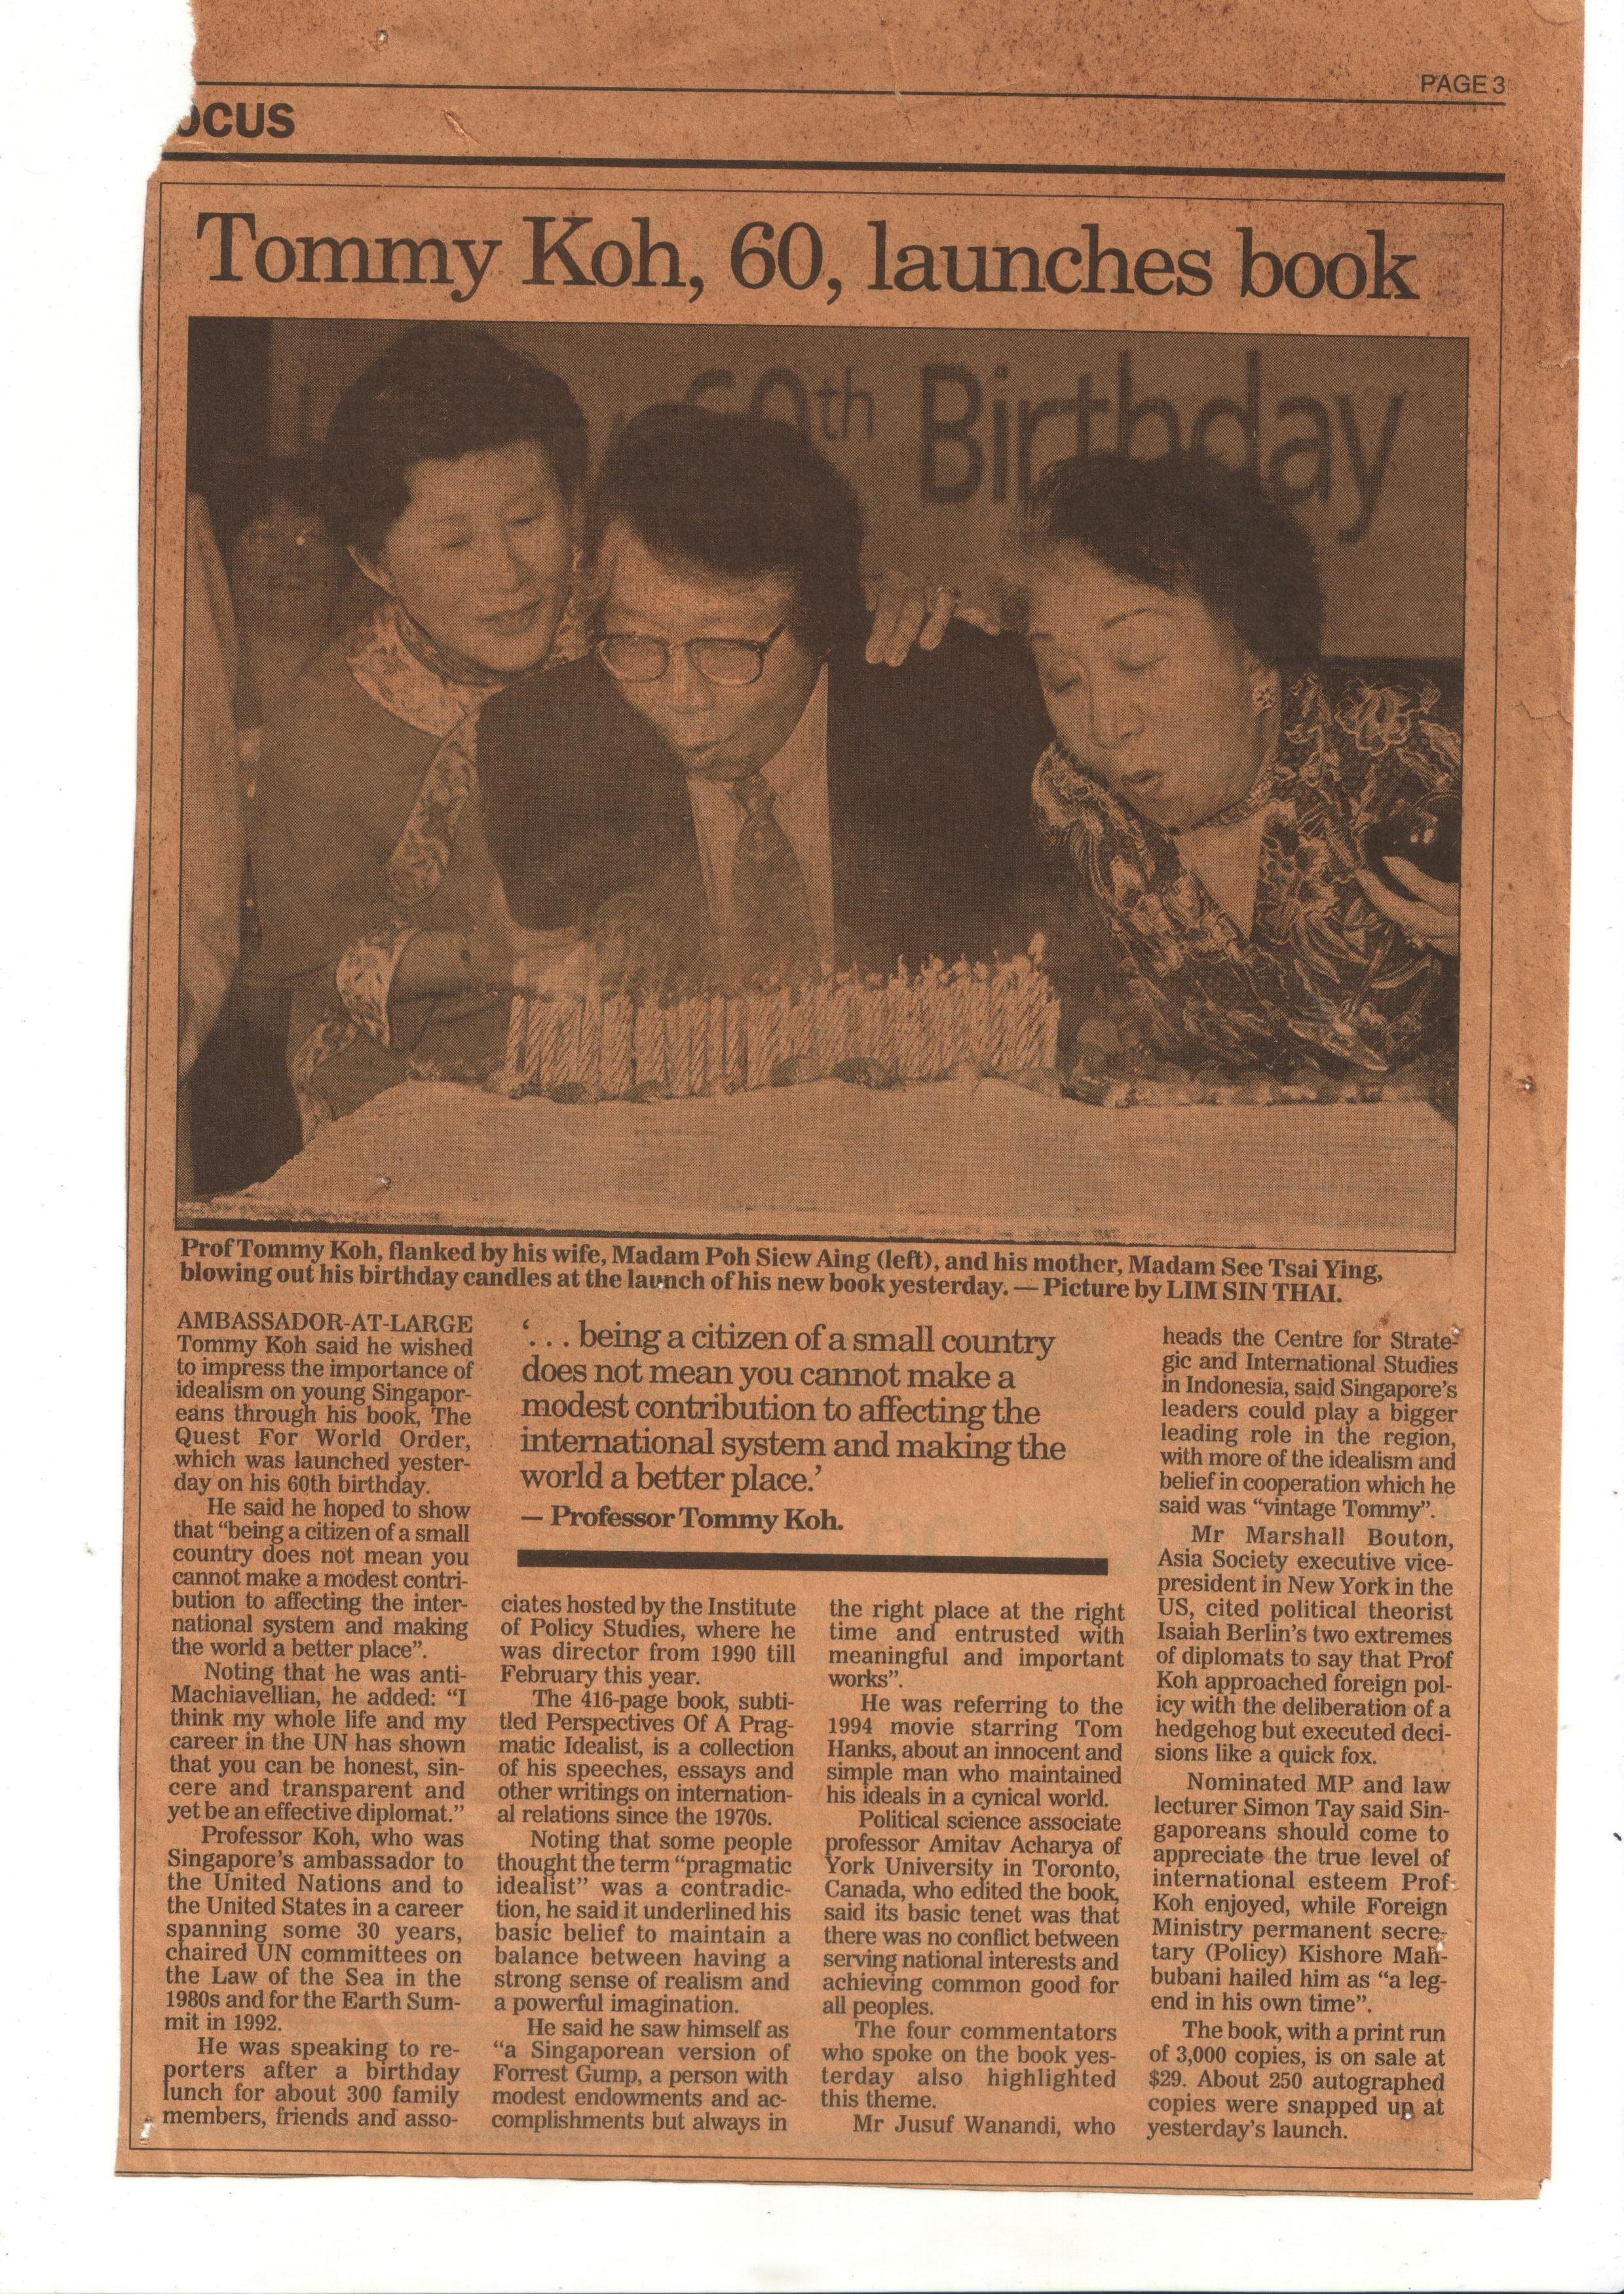 PAGE 3
OCUS
Tommy Koh, 60, launches book
60th Birthday
Prof Tommy Koh, flanked by his wife, Madam Poh Siew Aing (left), and his mother, Madam See Tsai Ying,
blowing out his birthday candles at the launch of his new book yesterday. — Picture by LIM SIN THAI.
AMBASSADOR-AT-LARGE
Tommy Koh said he wished
to impress the importance of
idealism on young Singapor-
eans through his book, The
Quest For World Order,
which was launched yester-
day on his 60th birthday.
He said he hoped to show
that “being a citizen of a small
country does not mean you
cannot make a modest contri-
bution to affecting the inter-
national system and making
the world a better place”.
Noting that he was anti-
Machiavellian, he added: “I
think my whole life and my
career in the UN has shown
that you can be honest, sin-
cere and transparent and
yet be an effective diplomat.”
Professor Koh, who was
Singapore’s ambassador to
the United Nations and to
the United States in a career
spanning some 30 years,
chaired UN committees on
the Law of the Sea in the
1980s and for the Earth Sum-
mit in 1992.
He was speaking to re-
porters after a birthday
lunch for about 300 family
members, friends and asso-
‘. . . being a citizen of a small country
does not mean you cannot make a
modest contribution to affecting the
international system and making the
world a better place.’
— Professor Tommy Koh.
ciates hosted by the Institute
of Policy Studies, where he
was director from 1990 till
February this year.
The 416-page book, subti-
tled Perspectives Of A Prag-
matic Idealist, is a collection
of his speeches, essays and
other writings on internation-
al relations since the 1970s.
Noting that some people
thought the term “pragmatic
idealist” was a contradic-
tion, he said it underlined his
basic belief to maintain a
balance between having a
strong sense of realism and
a powerful imagination.
He said he saw himself as
“a Singaporean version of
Forrest Gump, a person with
modest endowments and ac-
complishments but always in
the right place at the right
time and entrusted with
meaningful and important
works”.
He was referring to the
1994 movie starring Tom
Hanks, about an innocent and
simple man who maintained
his ideals in a cynical world.
Political science associate
professor Amitav Acharya of
York University in Toronto,
Canada, who edited the book,
said its basic tenet was that
there was no conflict between
serving national interests and
achieving common good for
all peoples.
The four commentators
who spoke on the book yes-
terday also highlighted
this theme.
Mr Jusuf Wanandi, who
heads the Centre for Strate-
gic and International Studies
in Indonesia, said Singapore’s
leaders could play a bigger
leading role in the region,
with more of the idealism and
belief in cooperation which he
said was “vintage Tommy”.
Mr Marshall Bouton,
Asia Society executive vice-
president in New York in the
US, cited political theorist
Isaiah Berlin’s two extremes
of diplomats to say that Prof
Koh approached foreign pol-
icy with the deliberation of a
hedgehog but executed deci-
sions like a quick fox.
Nominated MP and law
lecturer Simon Tay said Sin-
gaporeans should come to
appreciate the true level of
international esteem Prof
Koh enjoyed, while Foreign
Ministry permanent secre-
tary (Policy) Kishore Mah-
bubani hailed him as “a leg-
end in his own time”.
The book, with a print run
of 3,000 copies, is on sale at
$29. About 250 autographed
copies were snapped up at
yesterday’s launch.